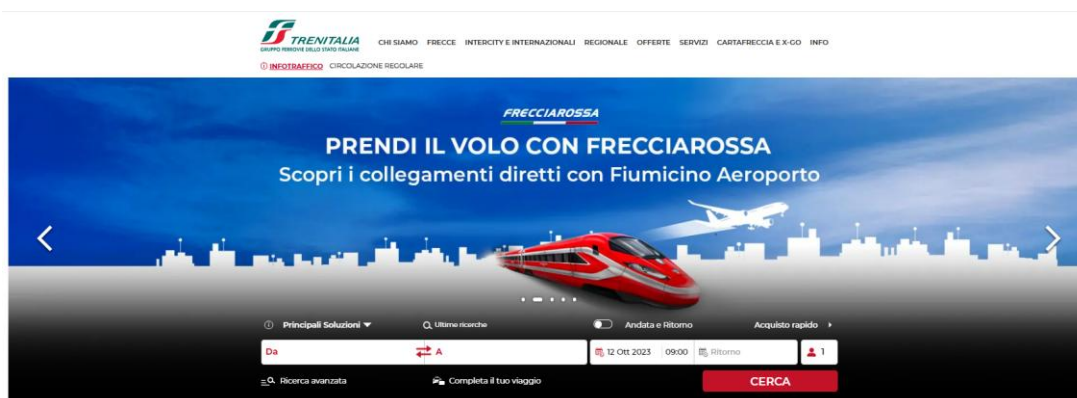 TRENITALIA
GRUPPO FERROVIE DELLO STATO ITALIANE
CHI SIAMO FRECCE INTERCITY E INTERNAZIONALI REGIONALE OFFERTE SERVIZI CARTAFRECCIA E X-GO INFO
INFOTRAFFICO CIRCOLAZIONE REGOLARE
FRECCIAROSSA
PRENDI IL VOLO CON FRECCIAROSSA
Scopri i collegamenti diretti con Fiumicino Aeroporto
Principali Soluzioni Ultime ricerche Andata e Ritorno Acquisto rapido
Da A 12 Ott 2023 09:00 Ritorno 1
Ricerca avanzata Completa il tuo viaggio CERCA